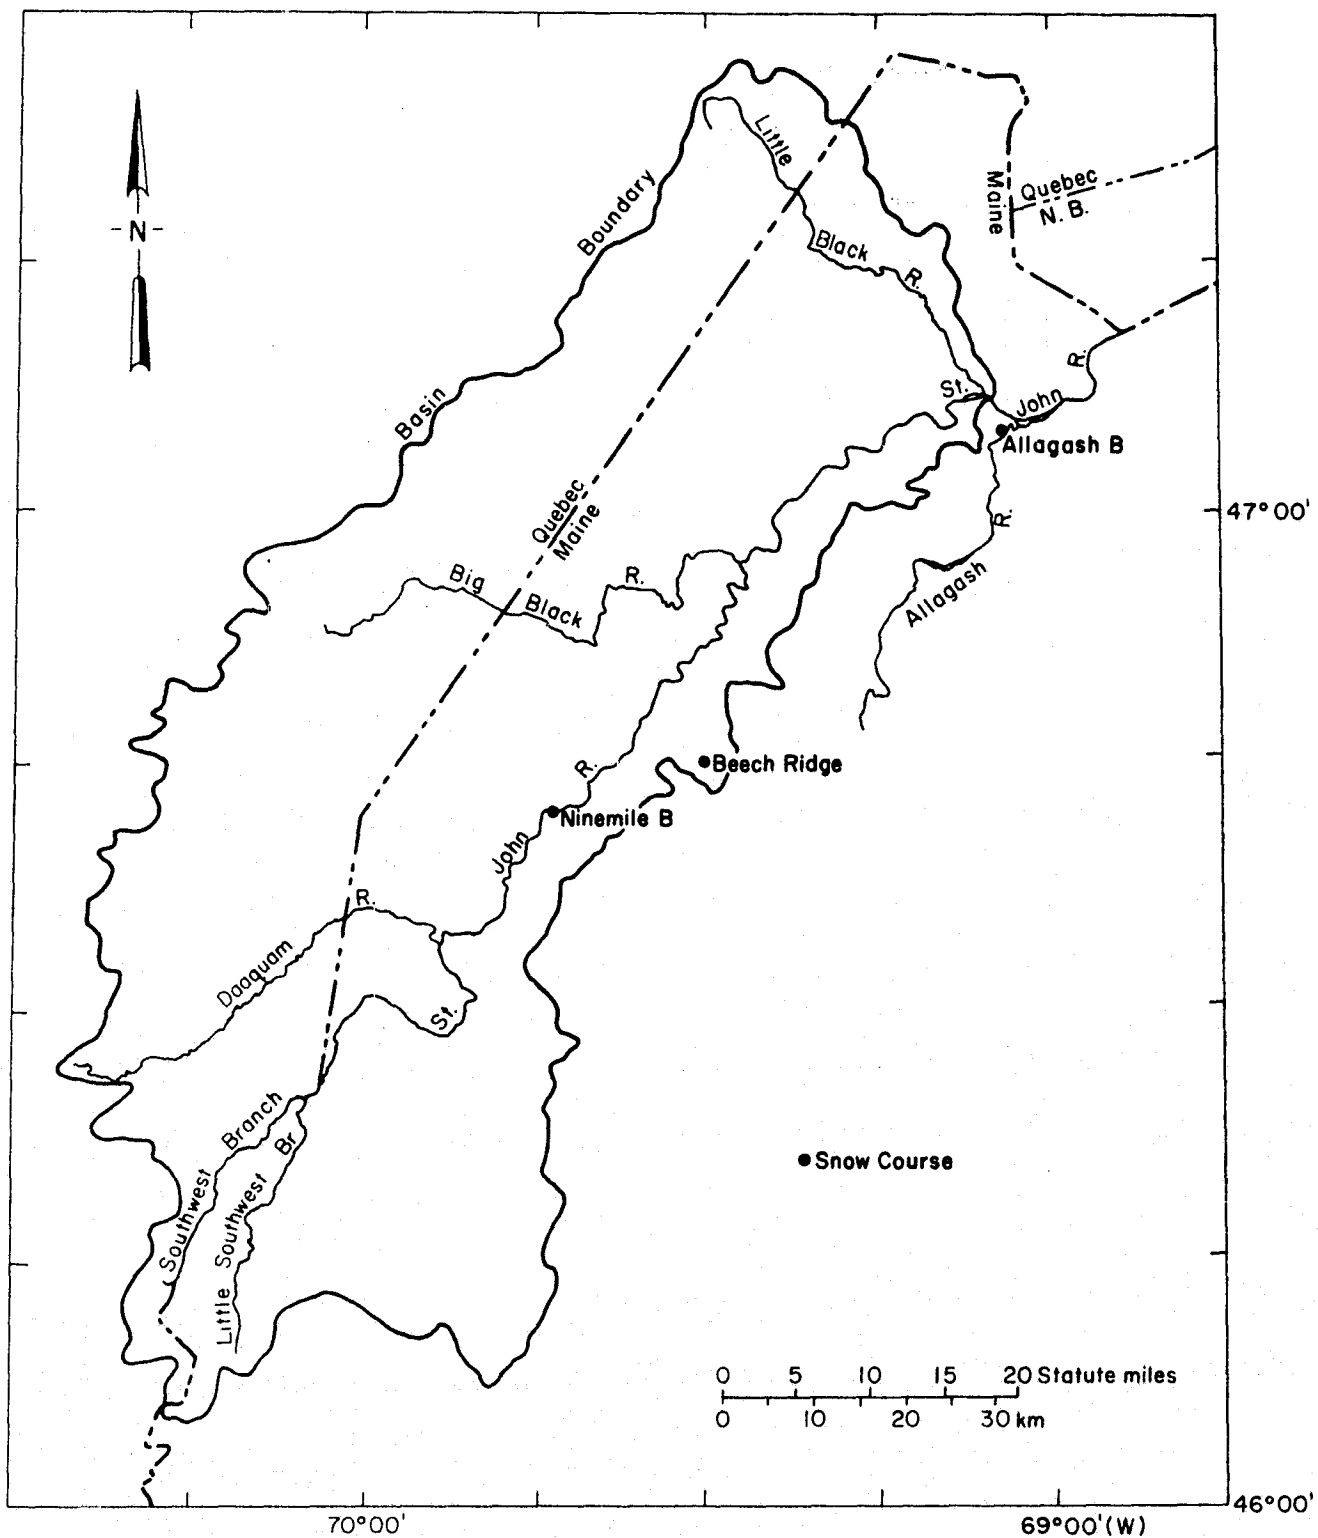 Little
Boundary
N
Maine
Quebec
N. B.
Black
R.
Basin
St.
John
R.
Allagash B
Quebec
Maine
47°00'
R.
Big
Black
R.
Allagash
R.
Beech Ridge
Ninemile B
John
R.
Daaquam
St.
Branch
Br
Southwest
Little Southwest
Snow Course
0 5 10 15 20 Statute miles
0 10 20 30 km
46°00'
70°00'
69°00'(W)